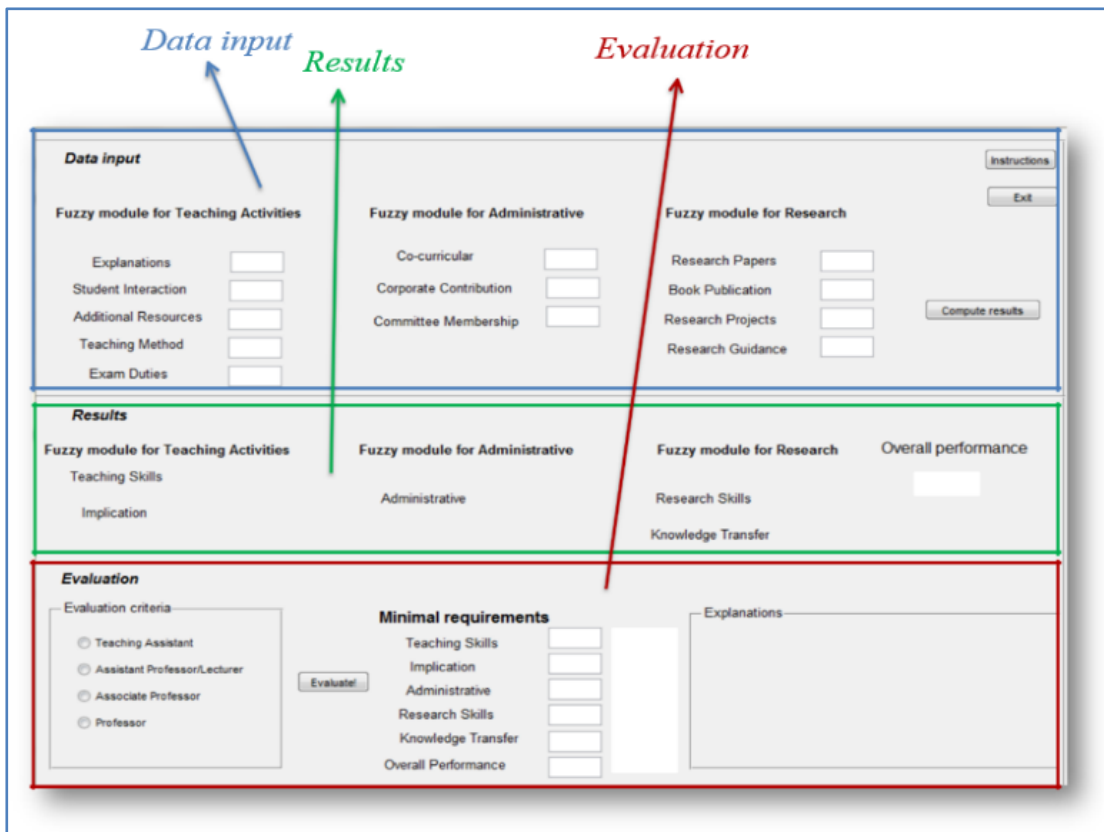 Data input
Results
Evaluation
Data input
Instructions
Exit
Fuzzy module for Teaching Activities
Fuzzy module for Administrative
Fuzzy module for Research
Explanations
Student Interaction
Additional Resources
Teaching Method
Exam Duties
Co-curricular
Corporate Contribution
Committee Membership
Research Papers
Book Publication
Research Projects
Research Guidance
Compute results
Results
Fuzzy module for Teaching Activities
Fuzzy module for Administrative
Fuzzy module for Research
Overall performance
Teaching Skills
Implication
Administrative
Research Skills
Knowledge Transfer
Evaluation
Evaluation criteria
Teaching Assistant
Assistant Professor/Lecturer
Associate Professor
Professor
Evaluate!
Minimal requirements
Teaching Skills
Implication
Administrative
Research Skills
Knowledge Transfer
Overall Performance
Explanations